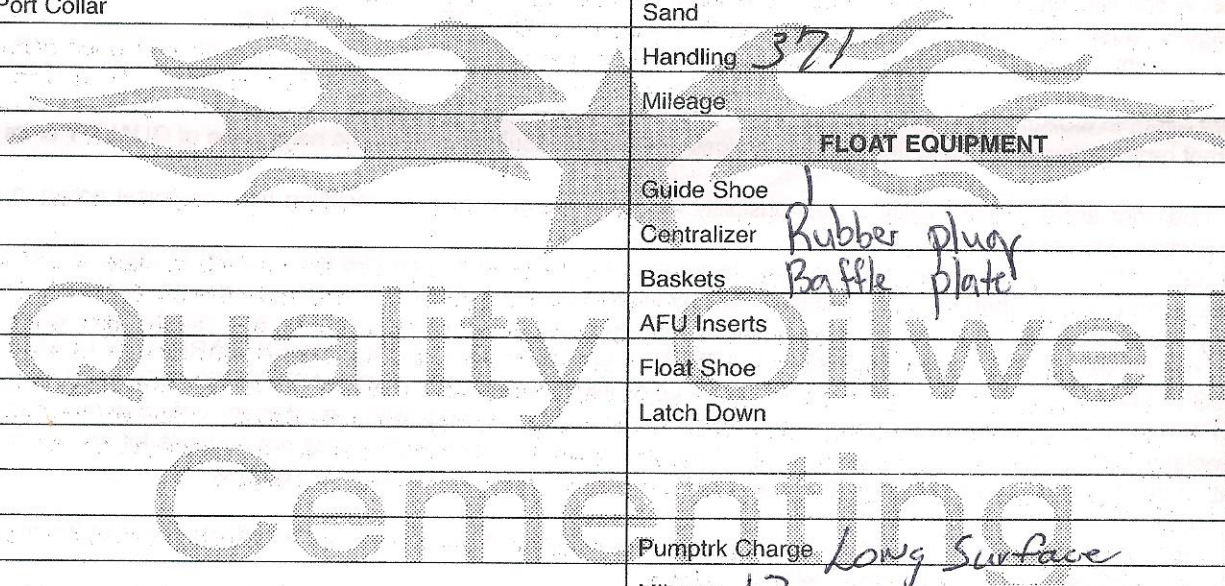 Port Collar
Sand
Handling 371
Mileage
FLOAT EQUIPMENT
Guide Shoe 1
Centralizer Rubber plug
Baskets Baffle plate
AFU Inserts
Float Shoe
Latch Down
Quality Oilwell
Cementing
Pumptrk Charge Long Surface